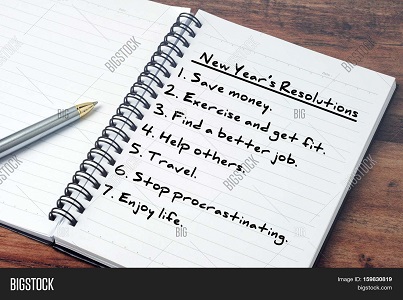 New Year's Resolutions
1. Save money.
2. Exercise and get fit.
3. Find a better job.
4. Help others.
5. Travel.
6. Stop procrastinating.
7. Enjoy life.
BIGSTOCK
BIGSTOCK
BIGSTOCK
BIGSTOCK
BIG
BIG
BIG
BIG
BIGSTOCK
Image ID: 159830819
www.bigstock.com